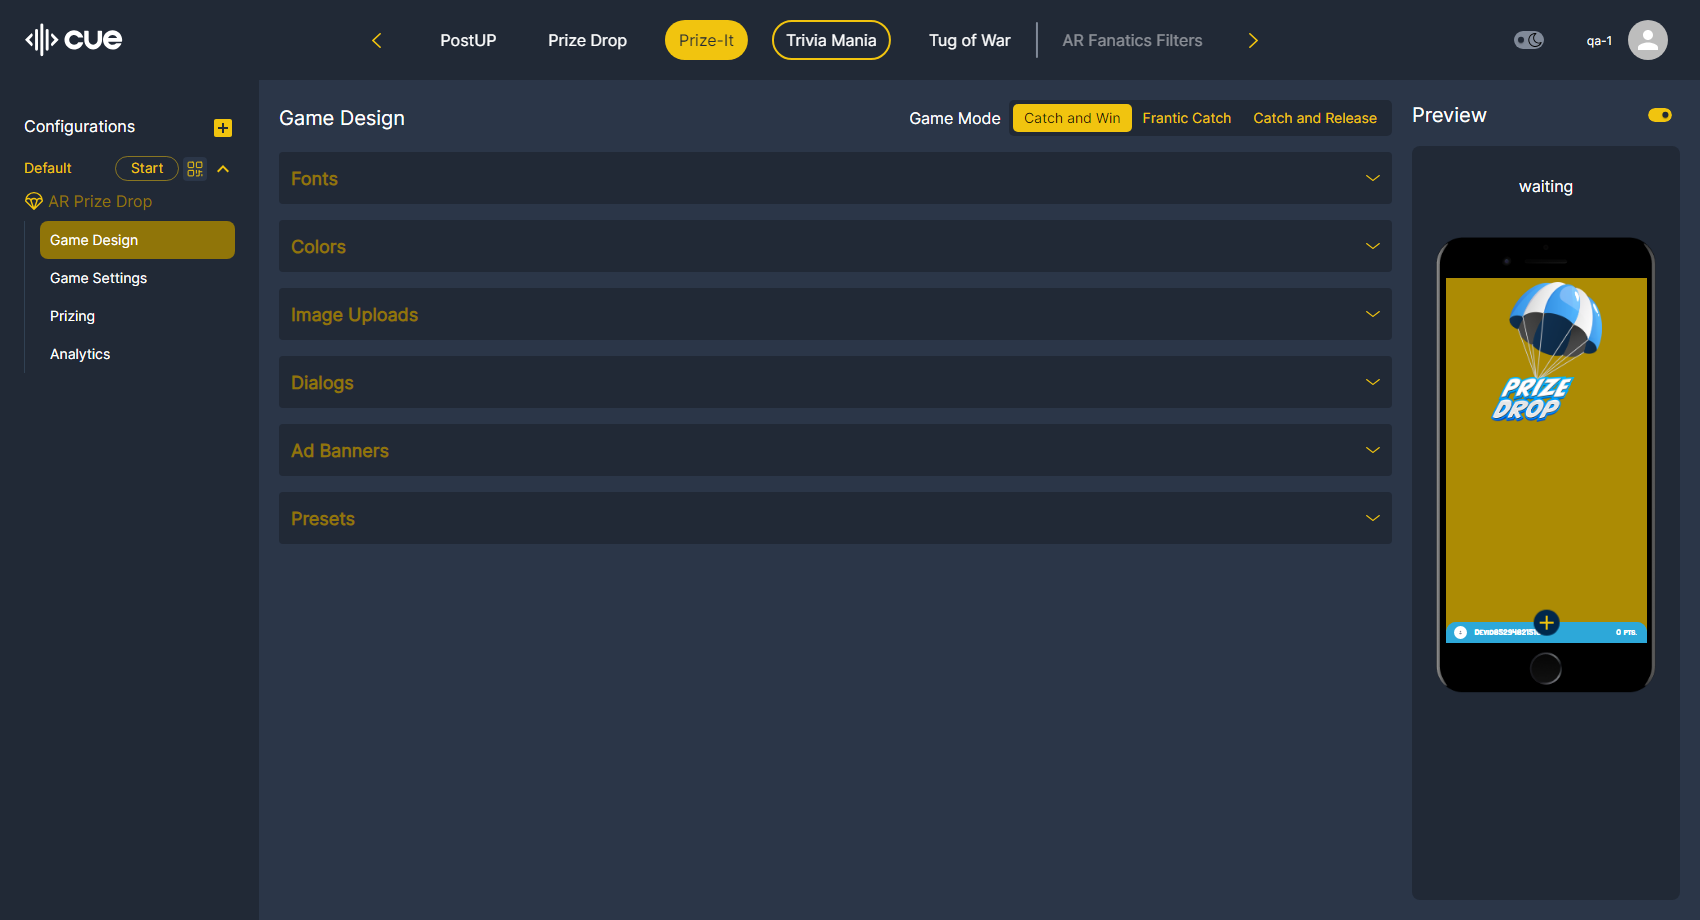 cue
PostUP
Prize Drop
Prize-It
Trivia Mania
Tug of War
AR Fanatics Filters
qa-1
Configurations
Default
Start
AR Prize Drop
Game Design
Game Settings
Prizing
Analytics
Game Design
Game Mode
Catch and Win
Frantic Catch
Catch and Release
Fonts
Colors
Image Uploads
Dialogs
Ad Banners
Presets
Preview
waiting
PRIZE
DROP
0 PTS.